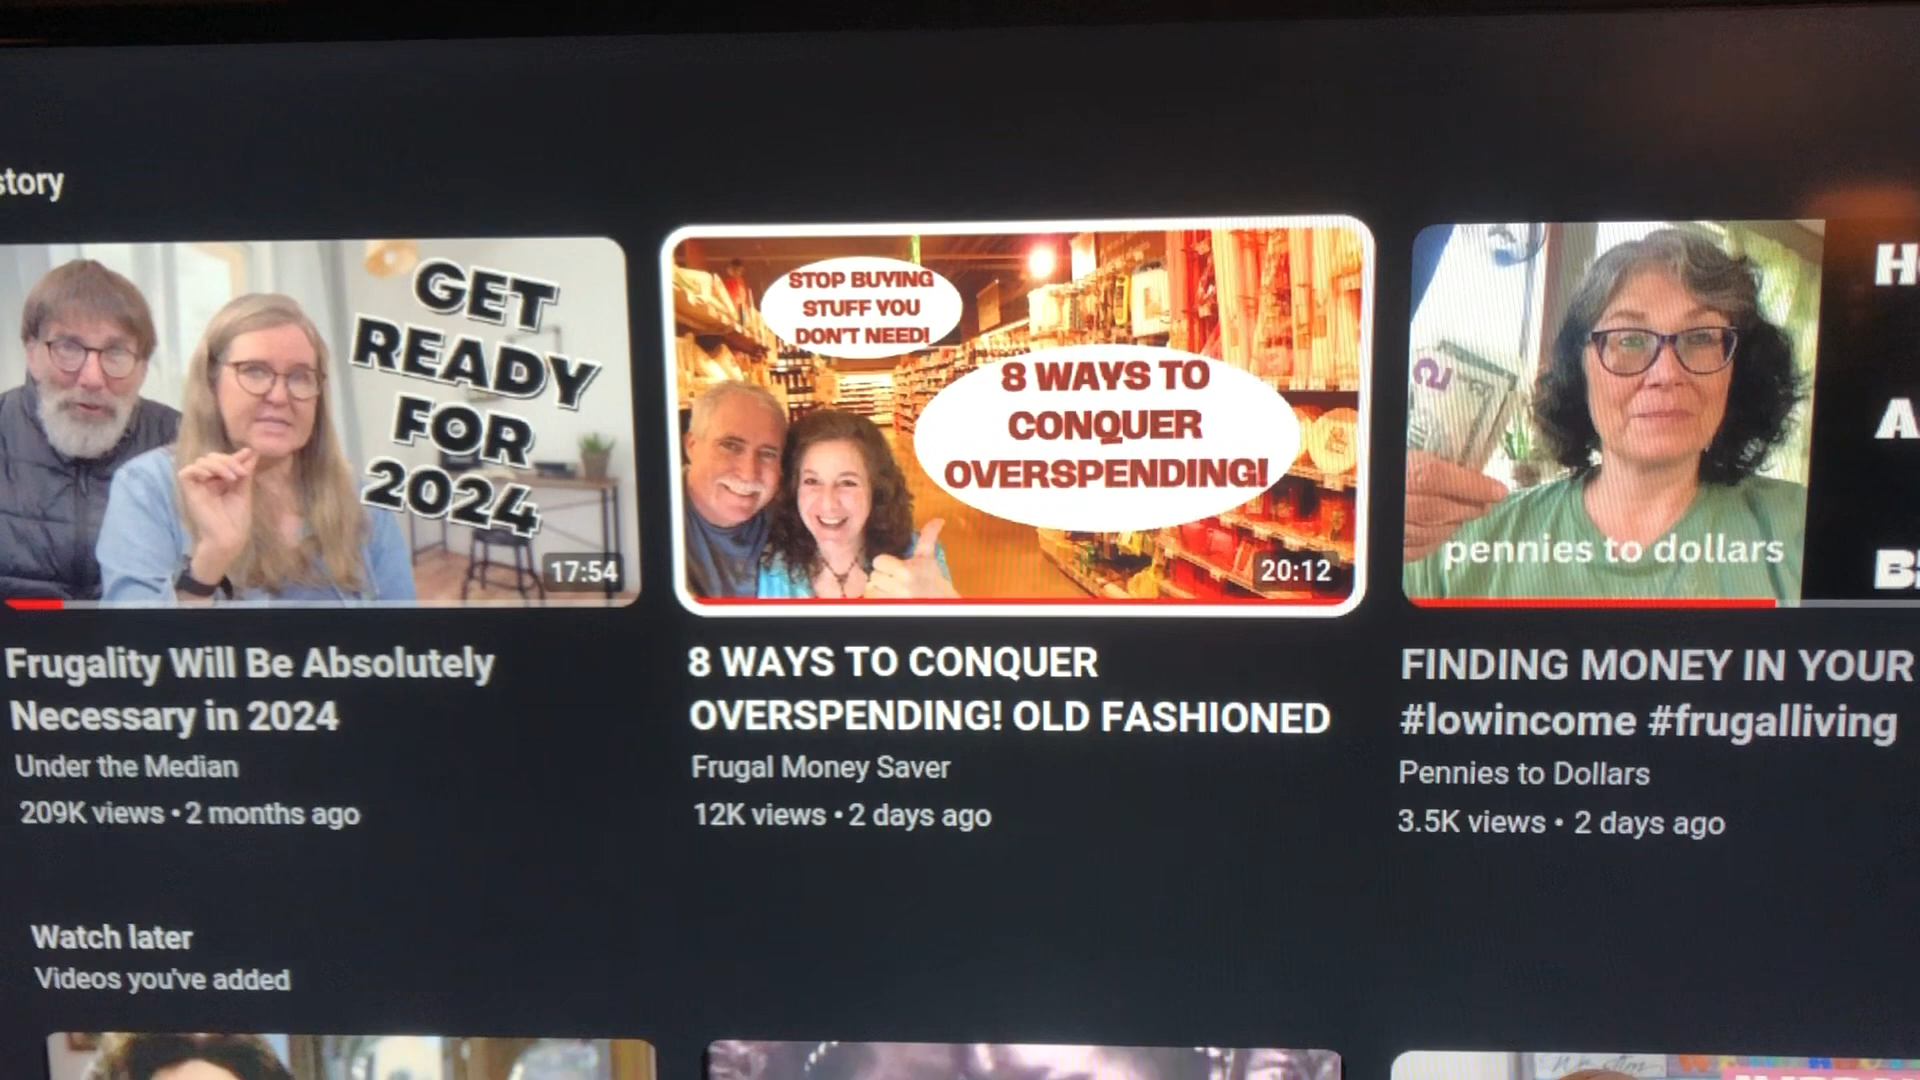 story
GET
READY
FOR
2024
17:54
Frugality Will Be Absolutely
Necessary in 2024
Under the Median
209K views • 2 months ago
STOP BUYING
STUFF YOU
DON'T NEED!
8 WAYS TO
CONQUER
OVERSPENDING!
20:12
8 WAYS TO CONQUER
OVERSPENDING! OLD FASHIONED
Frugal Money Saver
12K views • 2 days ago
pennies to dollars
FINDING MONEY IN YOUR
#lowincome #frugalliving
Pennies to Dollars
3.5K views • 2 days ago
Watch later
Videos you've added